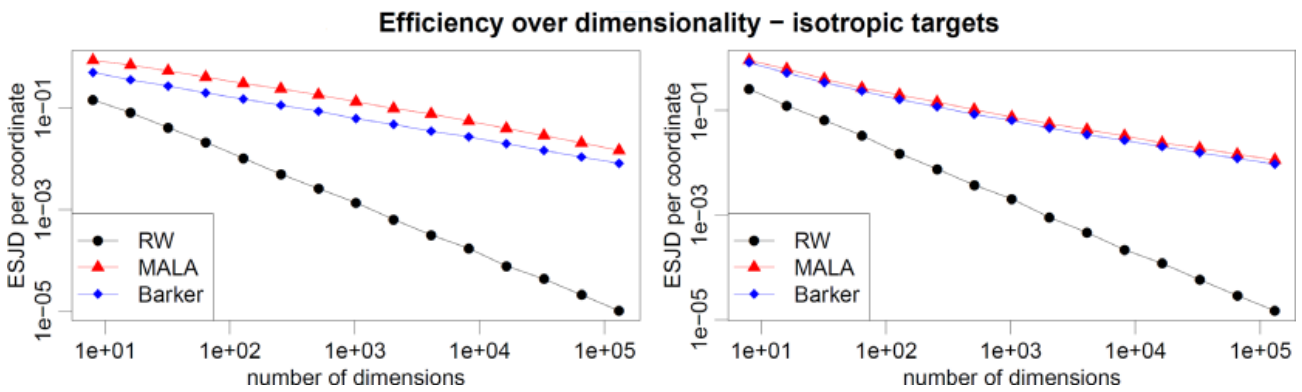 Efficiency over dimensionality − isotropic targets
ESJD per coordinate
1e−01
1e−03
1e−05
RW
MALA
Barker
1e+01
1e+02
1e+03
1e+04
1e+05
number of dimensions
ESJD per coordinate
1e−01
1e−03
1e−05
RW
MALA
Barker
1e+01
1e+02
1e+03
1e+04
1e+05
number of dimensions